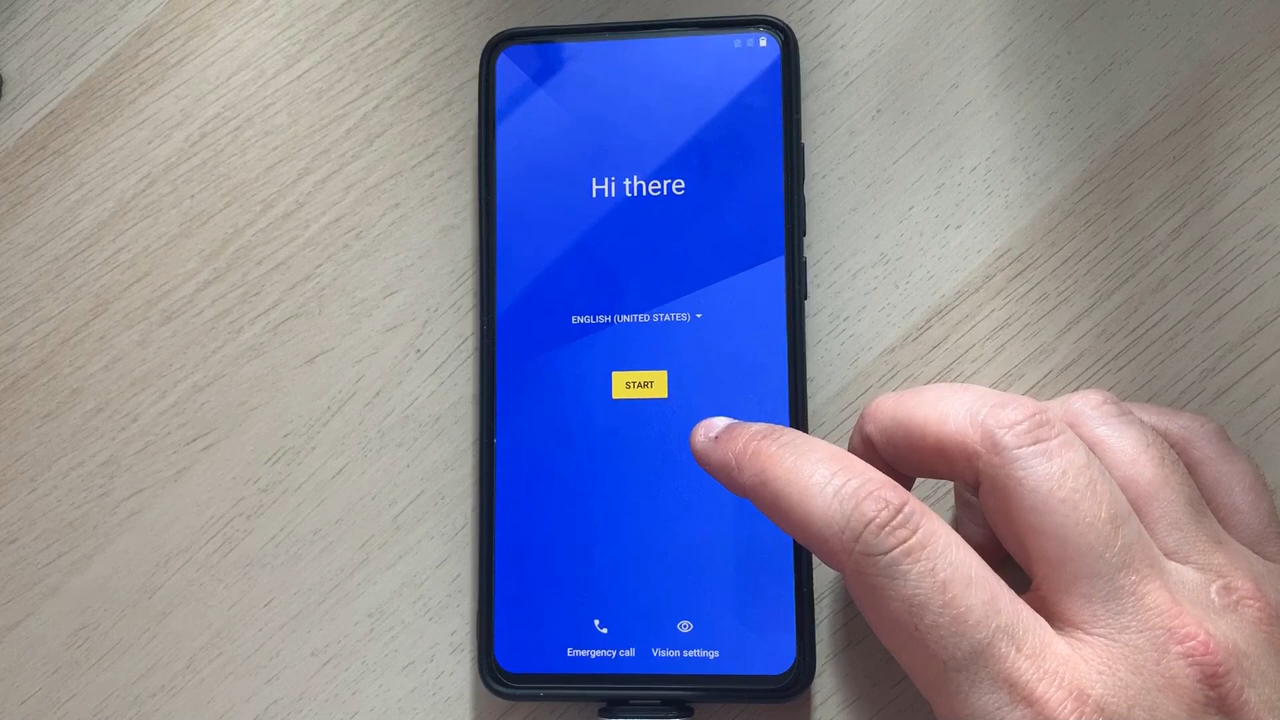 Hi there
ENGLISH (UNITED STATES)
START
Emergency call
Vision settings